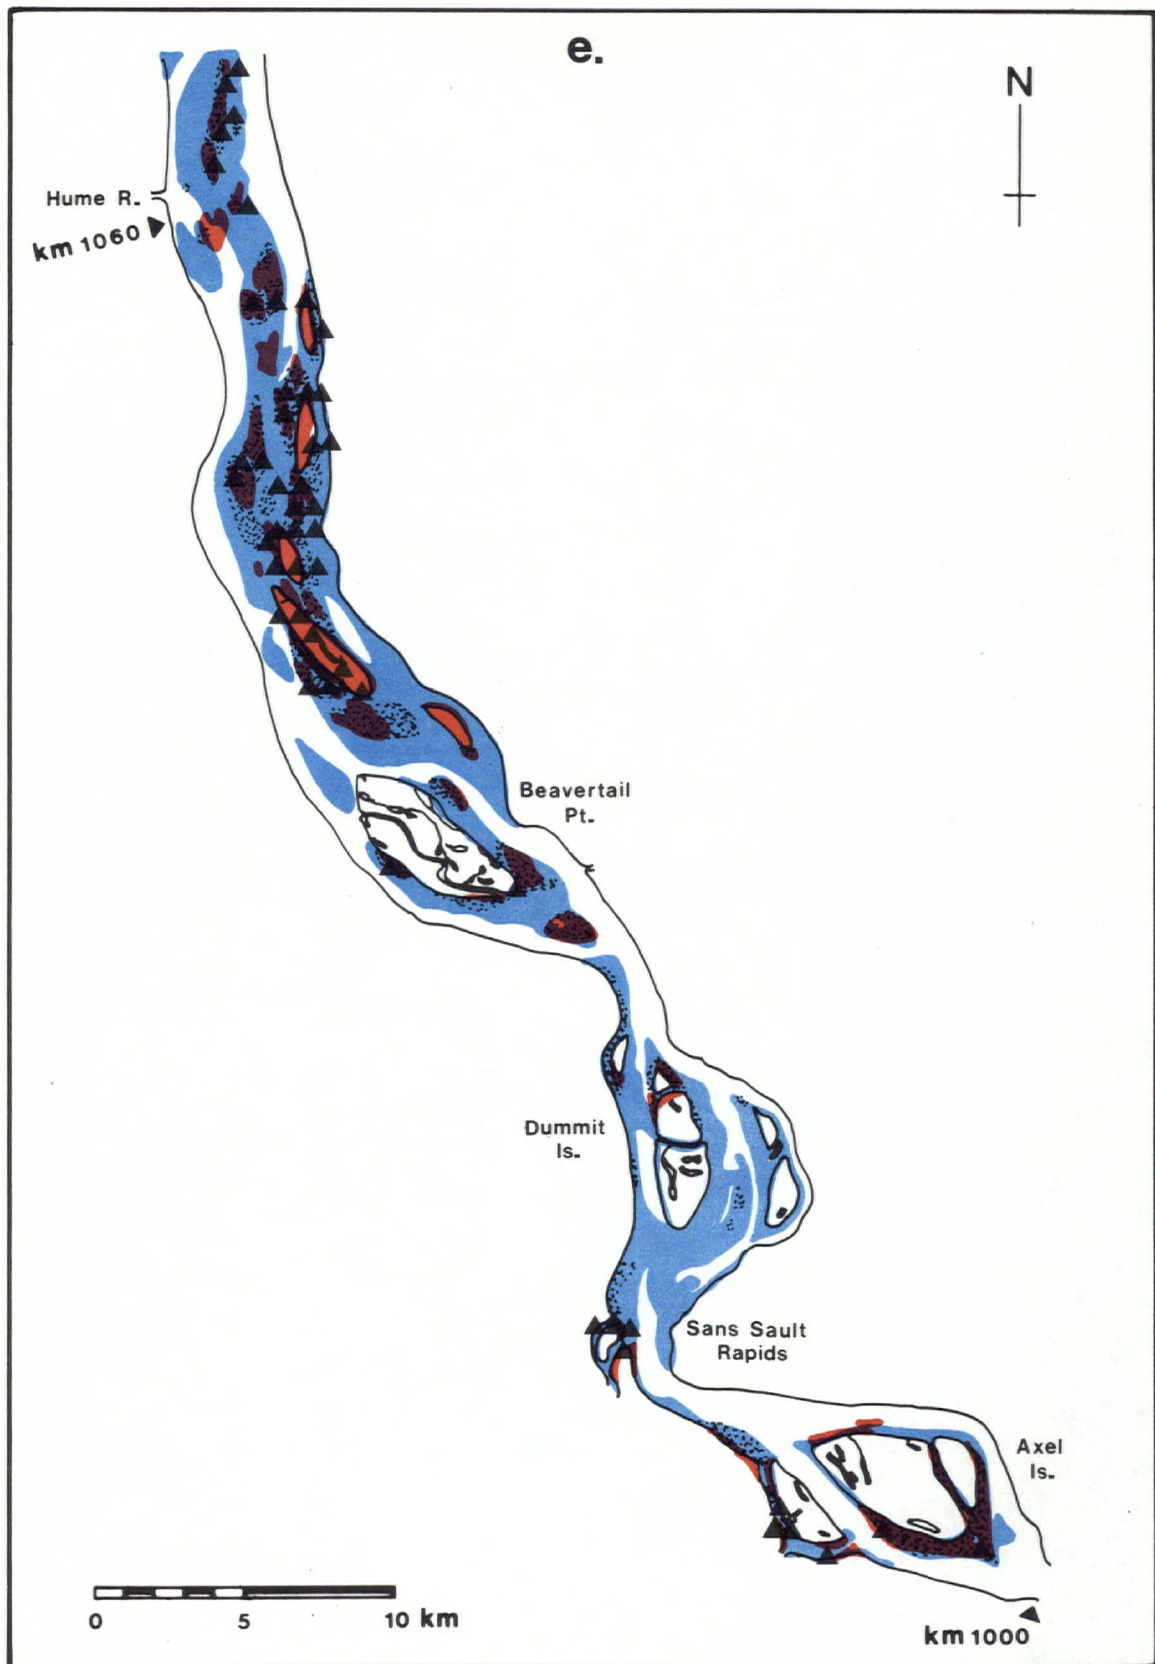 e.
N
Hume R.
km 1060
Beavertail
Pt.
Dummit
Is.
Sans Sault
Rapids
Axel
Is.
0 5 10 km
km 1000